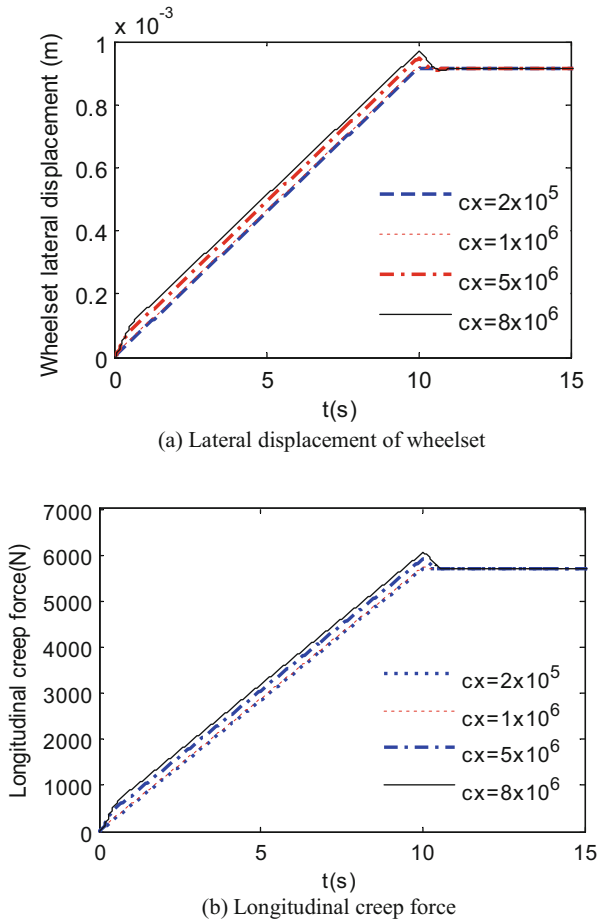 x 10^-3
Wheelset lateral displacement (m)
1
0.8
0.6
0.4
0.2
0
cx=2x10^5
cx=1x10^6
cx=5x10^6
cx=8x10^6
0 5 10 15
t(s)
(a) Lateral displacement of wheelset
Longitudinal creep force(N)
7000
6000
5000
4000
3000
2000
1000
0
cx=2x10^5
cx=1x10^6
cx=5x10^6
cx=8x10^6
0 5 10 15
t(s)
(b) Longitudinal creep force